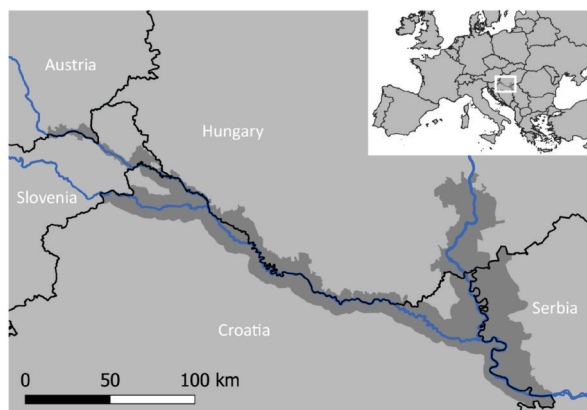 Austria
Hungary
Slovenia
Serbia
Croatia
0 50 100 km